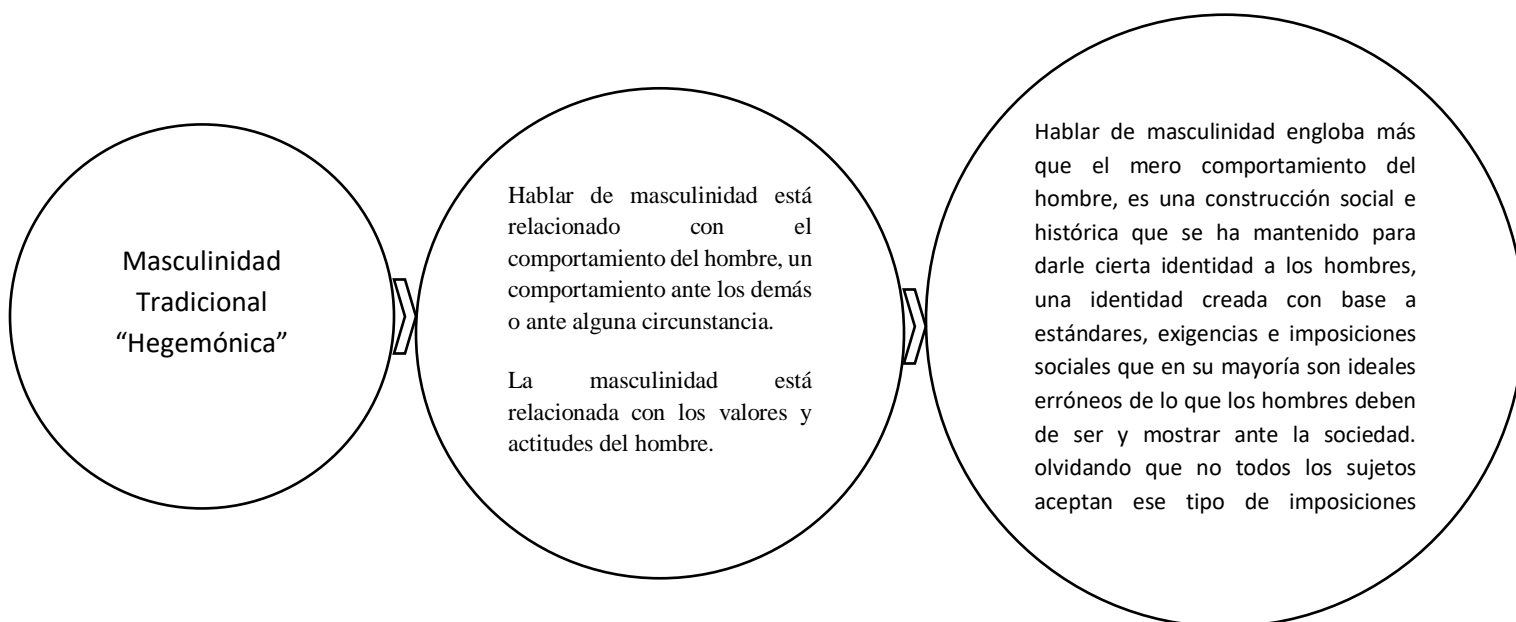 Masculinidad
Tradicional
“Hegemónica”
Hablar de masculinidad está
relacionado con el
comportamiento del hombre, un
comportamiento ante los demás
o ante alguna circunstancia.
La masculinidad está
relacionada con los valores y
actitudes del hombre.
Hablar de masculinidad engloba más
que el mero comportamiento del
hombre, es una construcción social e
histórica que se ha mantenido para
darle cierta identidad a los hombres,
una identidad creada con base a
estándares, exigencias e imposiciones
sociales que en su mayoría son ideales
erróneos de lo que los hombres deben
de ser y mostrar ante la sociedad.
olvidando que no todos los sujetos
aceptan ese tipo de imposiciones